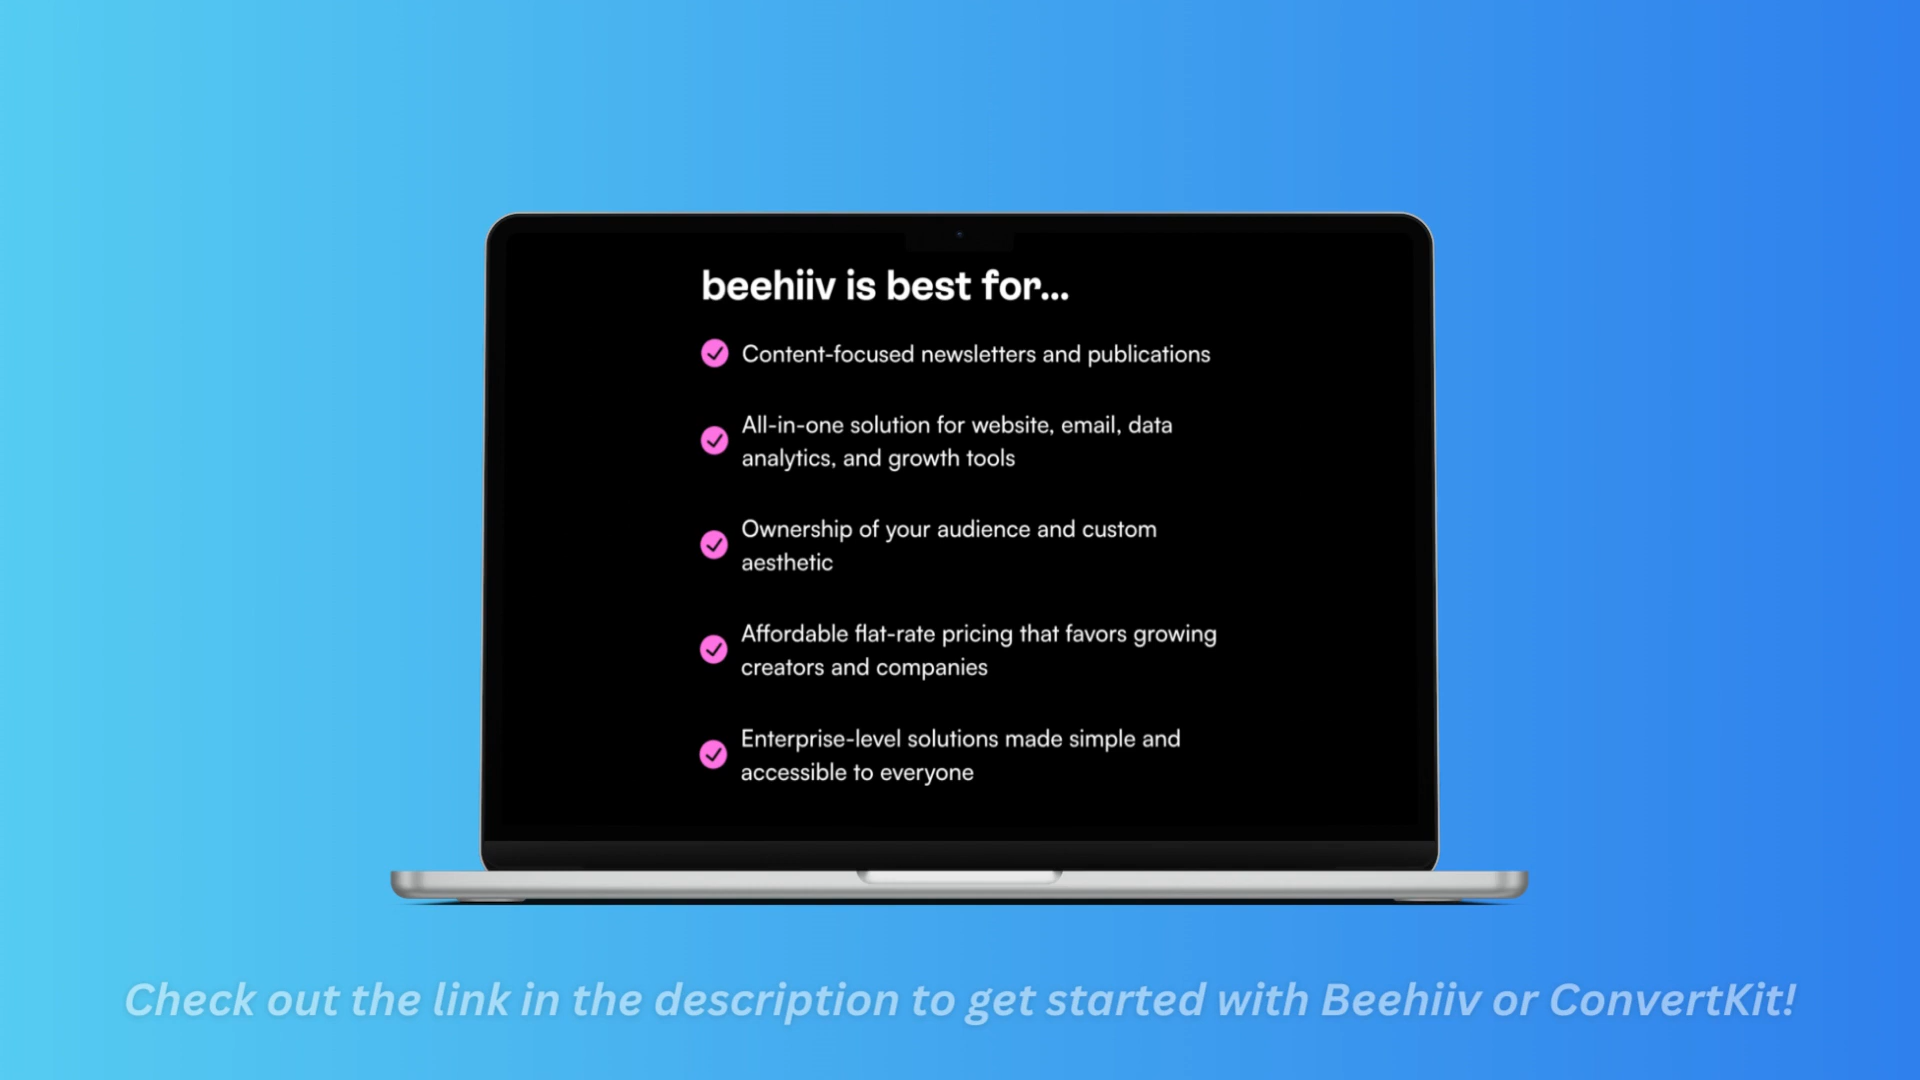 beehiiv is best for...
Content-focused newsletters and publications
All-in-one solution for website, email, data
analytics, and growth tools
Ownership of your audience and custom
aesthetic
Affordable flat-rate pricing that favors growing
creators and companies
Enterprise-level solutions made simple and
accessible to everyone
Check out the link in the description to get started with Beehiiv or ConvertKit!